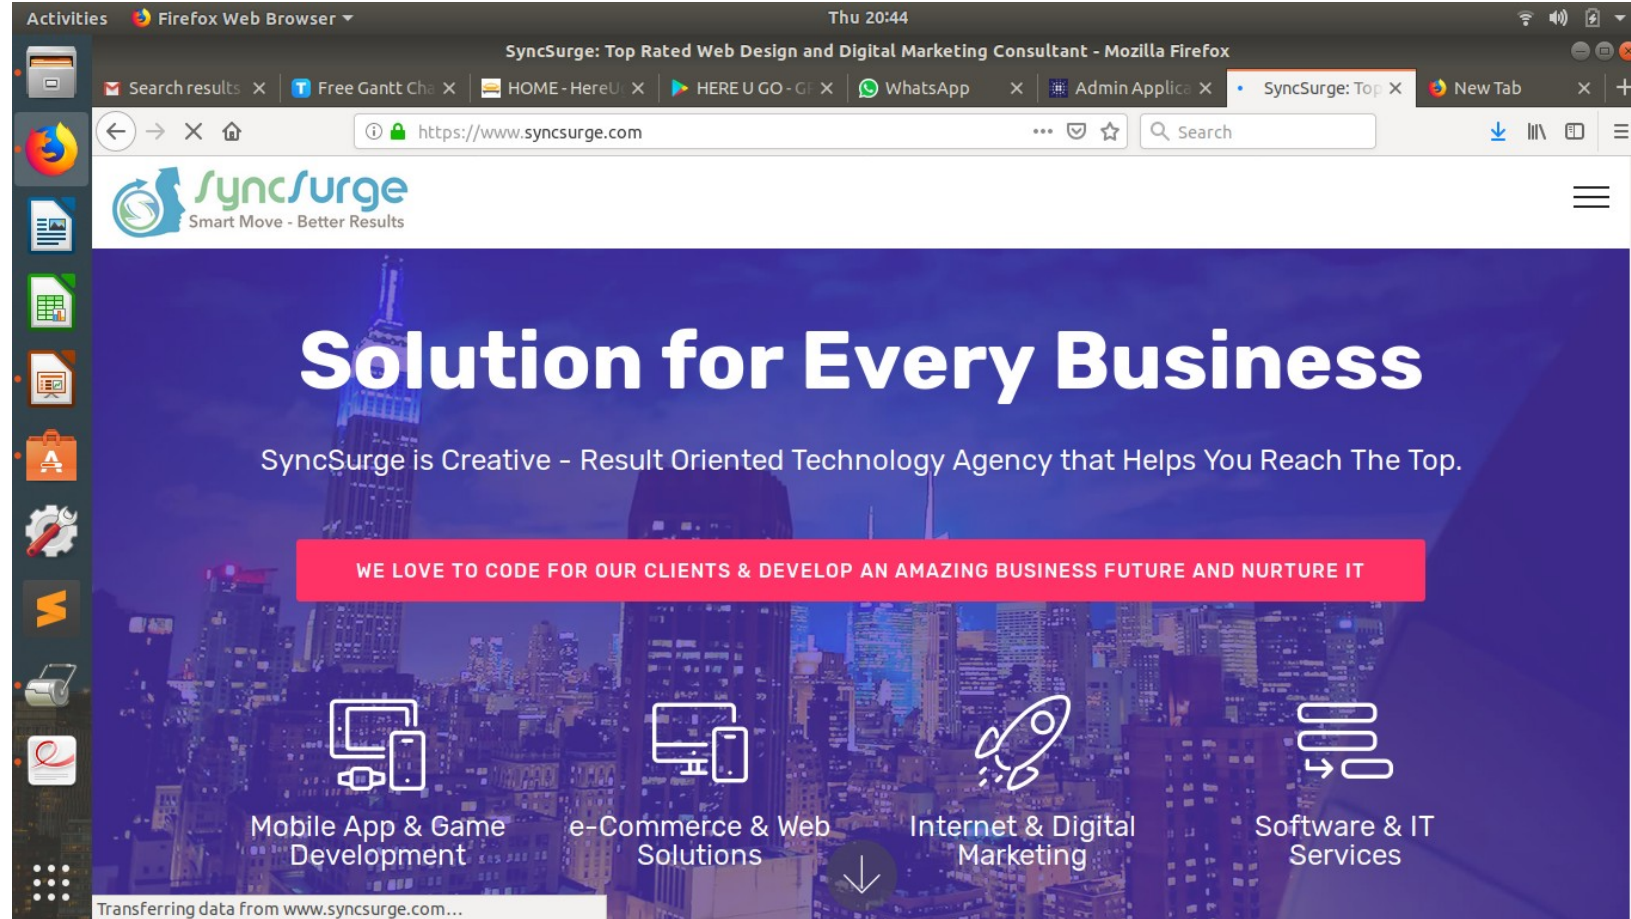 Activities Firefox Web Browser Thu 20:44
SyncSurge: Top Rated Web Design and Digital Marketing Consultant - Mozilla Firefox
Search results Free Gantt Cha HOME - HereU HERE U GO - GP WhatsApp Admin Applica SyncSurge: Top New Tab
https://www.syncsurge.com Search
SyncSurge
Smart Move - Better Results
Solution for Every Business
SyncSurge is Creative - Result Oriented Technology Agency that Helps You Reach The Top.
WE LOVE TO CODE FOR OUR CLIENTS & DEVELOP AN AMAZING BUSINESS FUTURE AND NURTURE IT
Mobile App & Game
Development
e-Commerce & Web
Solutions
Internet & Digital
Marketing
Software & IT
Services
Transferring data from www.syncsurge.com...